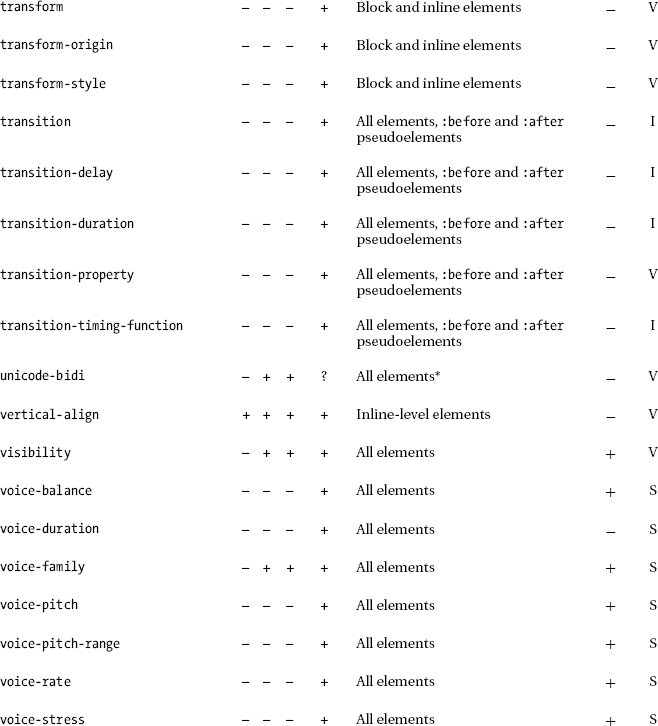 transform – – – + Block and inline elements – V
transform-origin – – – + Block and inline elements – V
transform-style – – – + Block and inline elements – V
transition – – – + All elements, :before and :after – I
pseudoelements
transition-delay – – – + All elements, :before and :after – I
pseudoelements
transition-duration – – – + All elements, :before and :after – I
pseudoelements
transition-property – – – + All elements, :before and :after – V
pseudoelements
transition-timing-function – – – + All elements, :before and :after – I
pseudoelements
unicode-bidi – + + ? All elements* – V
vertical-align + + + + Inline-level elements – V
visibility – + + + All elements + V
voice-balance – – – + All elements + S
voice-duration – – – + All elements – S
voice-family – + + + All elements + S
voice-pitch – – – + All elements + S
voice-pitch-range – – – + All elements + S
voice-rate – – – + All elements + S
voice-stress – – – + All elements + S